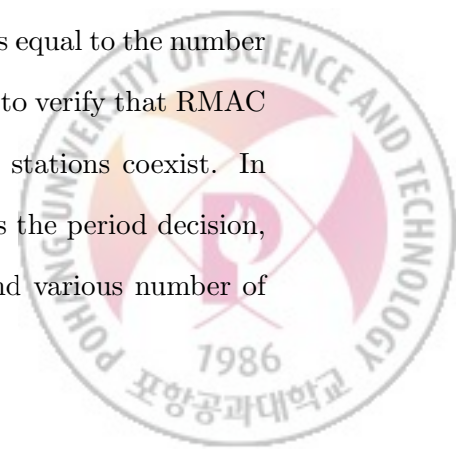 s equal to the number
to verify that RMAC
stations coexist. In
s the period decision,
nd various number of
POHANG UNIVERSITY OF SCIENCE AND TECHNOLOGY
1986
포항공과대학교